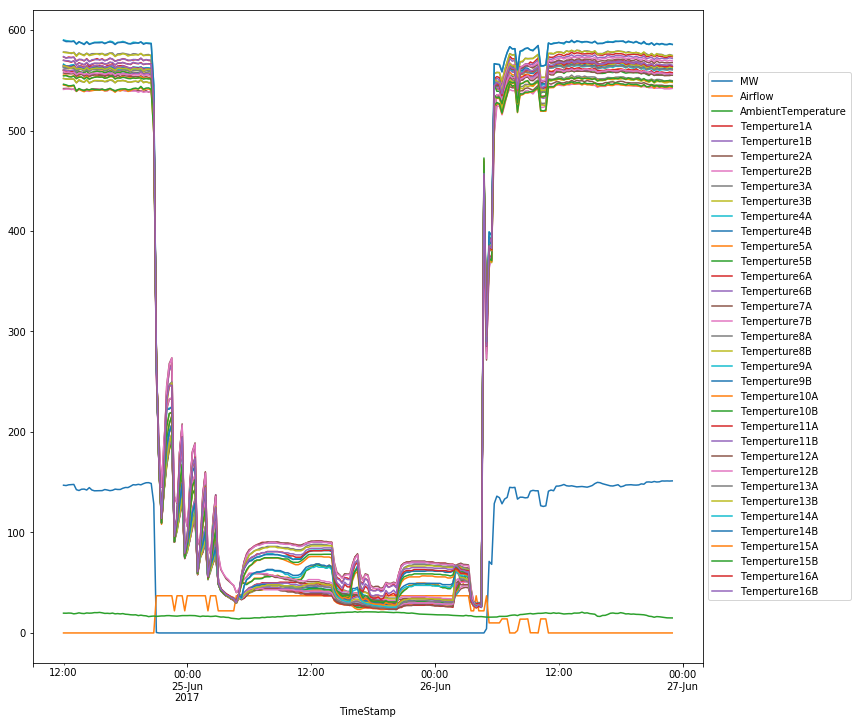 600
500
400
300
200
100
0
12:00
00:00
25-Jun
2017
12:00
00:00
26-Jun
12:00
00:00
27-Jun
TimeStamp
MW
Airflow
AmbientTemperature
Temperture1A
Temperture1B
Temperture2A
Temperture2B
Temperture3A
Temperture3B
Temperture4A
Temperture4B
Temperture5A
Temperture5B
Temperture6A
Temperture6B
Temperture7A
Temperture7B
Temperture8A
Temperture8B
Temperture9A
Temperture9B
Temperture10A
Temperture10B
Temperture11A
Temperture11B
Temperture12A
Temperture12B
Temperture13A
Temperture13B
Temperture14A
Temperture14B
Temperture15A
Temperture15B
Temperture16A
Temperture16B